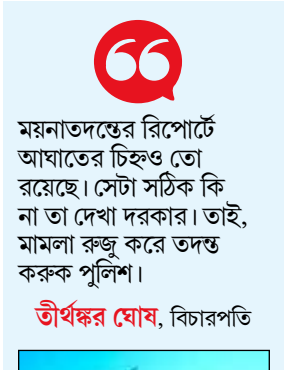 ময়নাতদন্তের রিপোর্টে
আঘাতের চিহ্নও তো
রয়েছে। সেটা সঠিক কি
না তা দেখা দরকার। তাই,
মামলা রুজু করে তদন্ত
করুক পুলিশ।
তীর্থঙ্কর ঘোষ, বিচারপতি